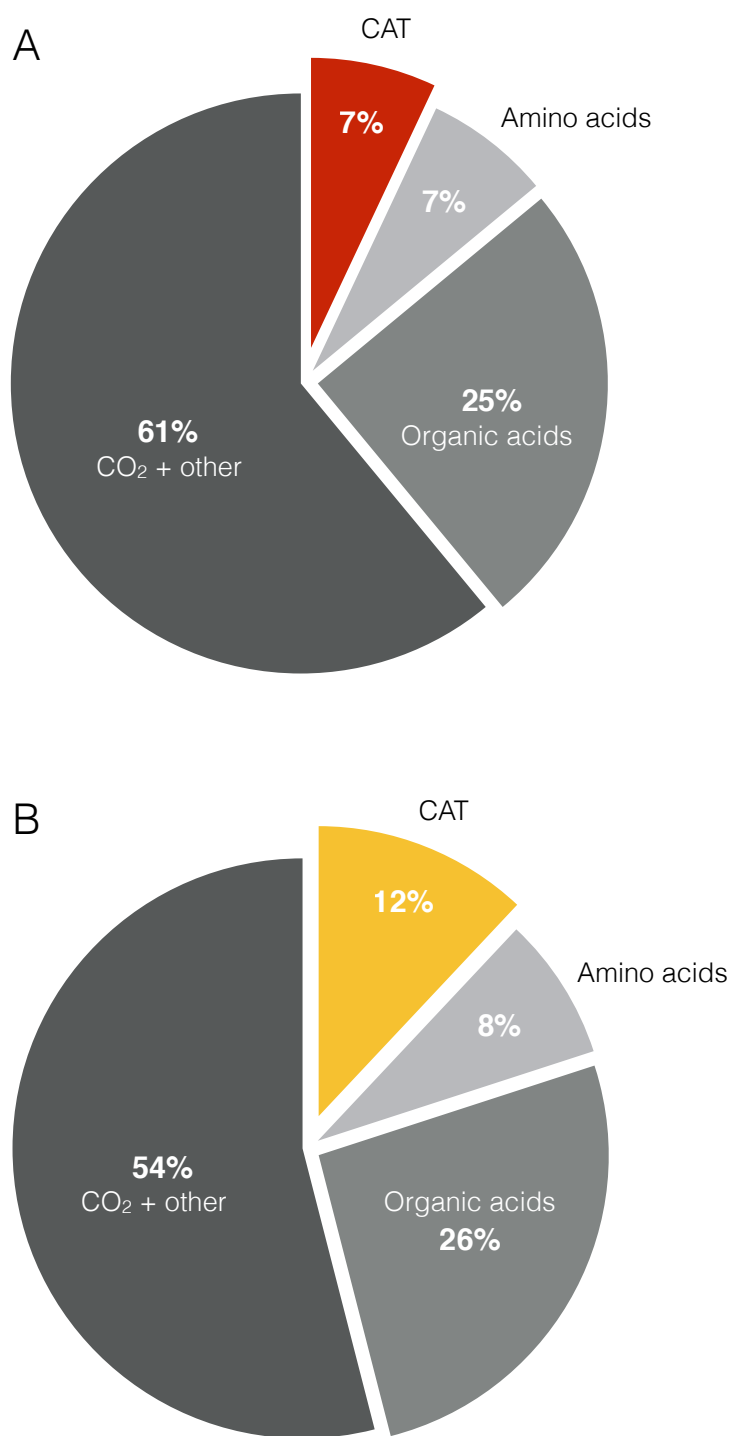 A
CAT
7%
Amino acids
7%
25%
Organic acids
61%
CO₂ + other
B
CAT
12%
Amino acids
8%
54%
CO₂ + other
Organic acids
26%